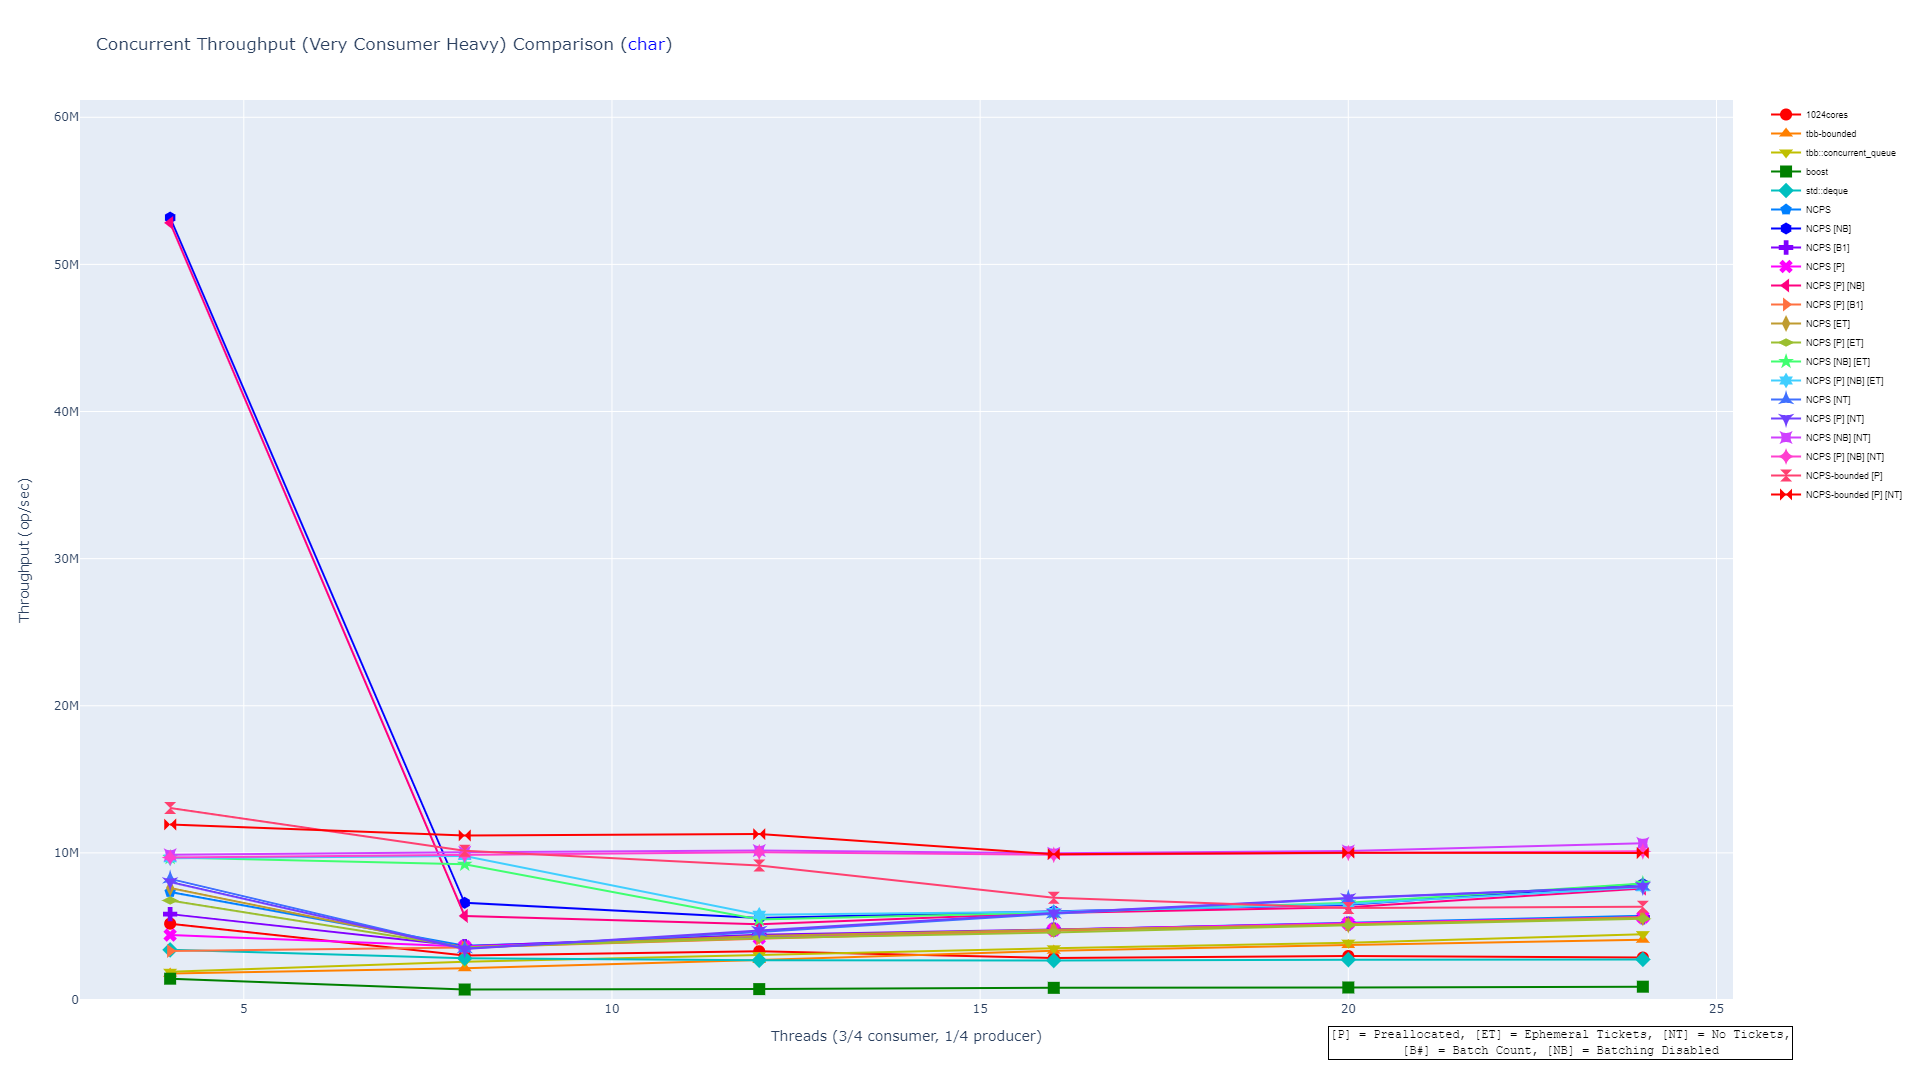 Concurrent Throughput (Very Consumer Heavy) Comparison (char)
Throughput (op/sec)
60M
50M
40M
30M
20M
10M
0
5
10
15
20
25
Threads (3/4 consumer, 1/4 producer)
1024cores
tbb-bounded
tbb::concurrent_queue
boost
std::deque
NCPS
NCPS [NB]
NCPS [B1]
NCPS [P]
NCPS [P] [NB]
NCPS [P] [B1]
NCPS [ET]
NCPS [P] [ET]
NCPS [NB] [ET]
NCPS [P] [NB] [ET]
NCPS [NT]
NCPS [P] [NT]
NCPS [NB] [NT]
NCPS [P] [NB] [NT]
NCPS-bounded [P]
NCPS-bounded [P] [NT]
[P] = Preallocated, [ET] = Ephemeral Tickets, [NT] = No Tickets,
[B#] = Batch Count, [NB] = Batching Disabled